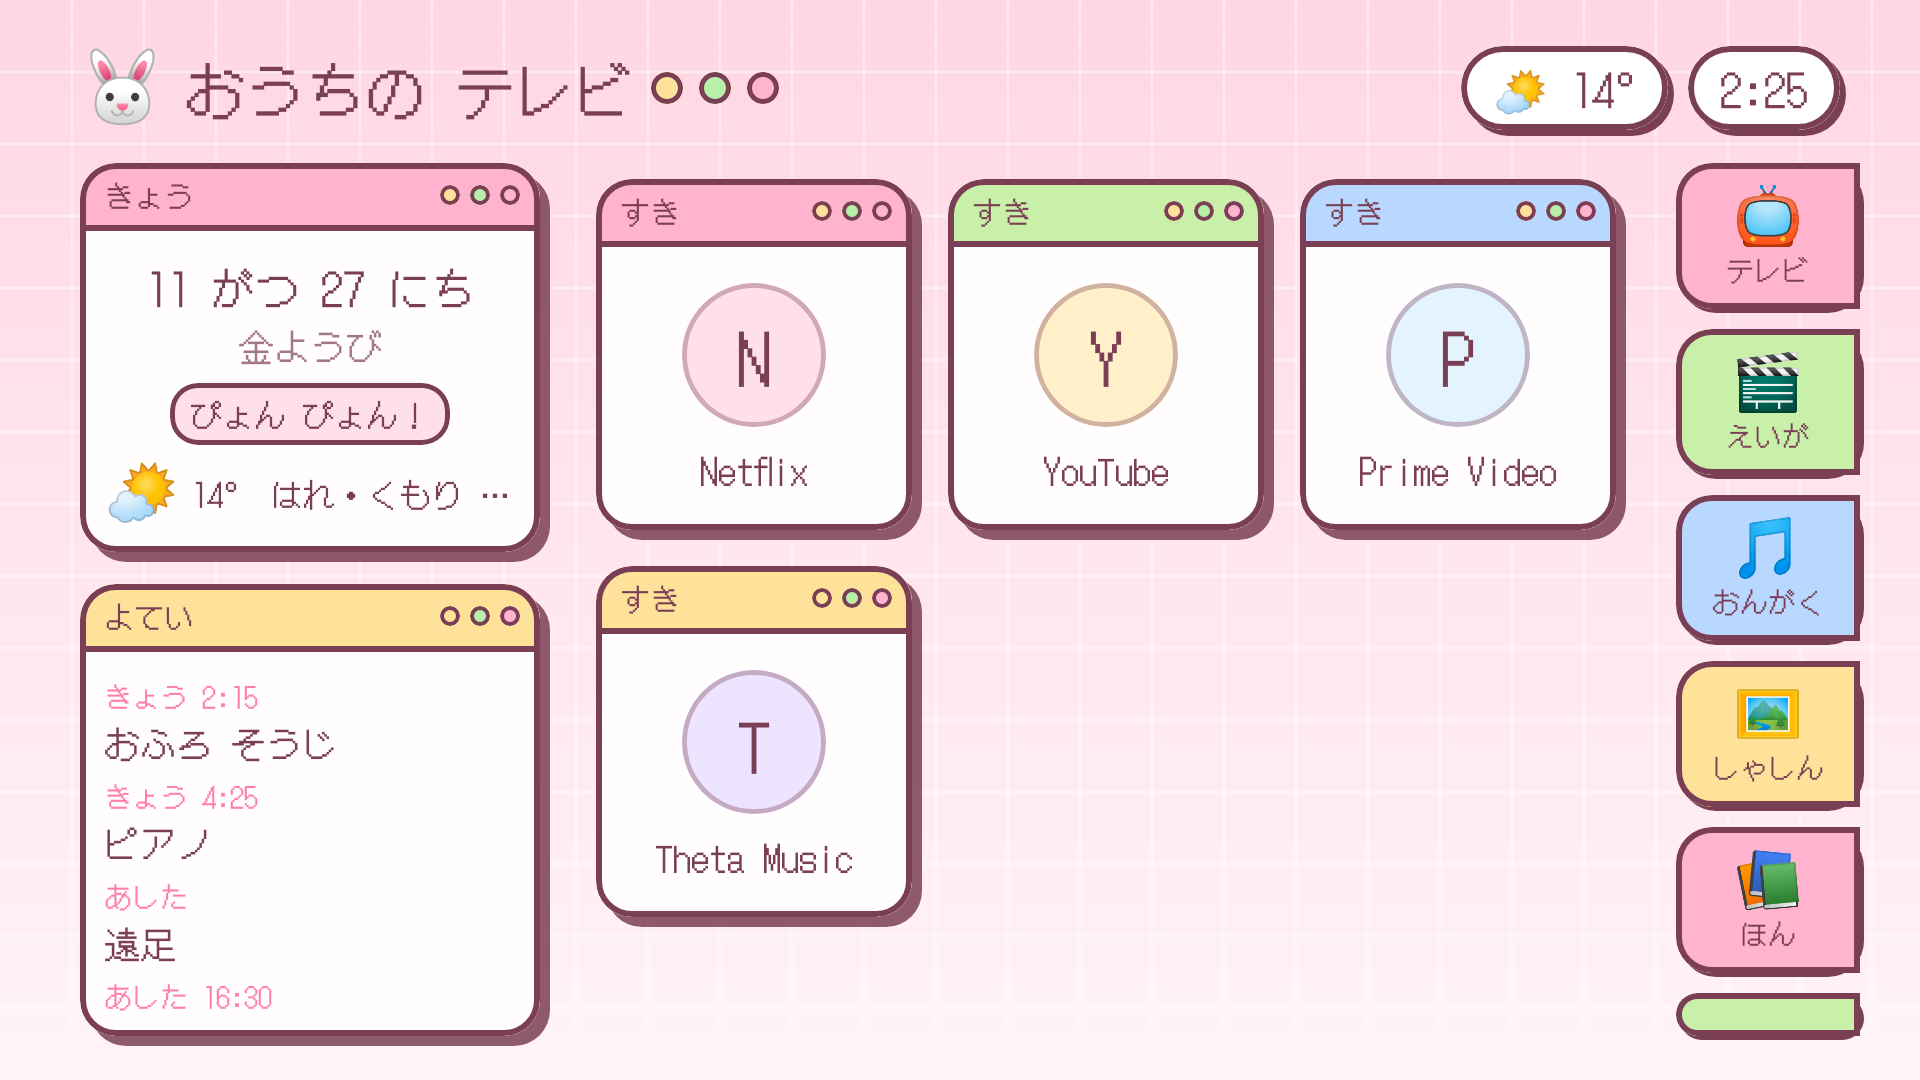 おうちの テレビ
14°
2:25
きょう
11 がつ 27 にち
金ようび
ぴょん ぴょん！
14° はれ・くもり …
よてい
きょう 2:15
おふろ そうじ
きょう 4:25
ピアノ
あした
遠足
あした 16:30
すき
N
Netflix
すき
Y
YouTube
すき
P
Prime Video
すき
T
Theta Music
テレビ
えいが
おんがく
しゃしん
ほん